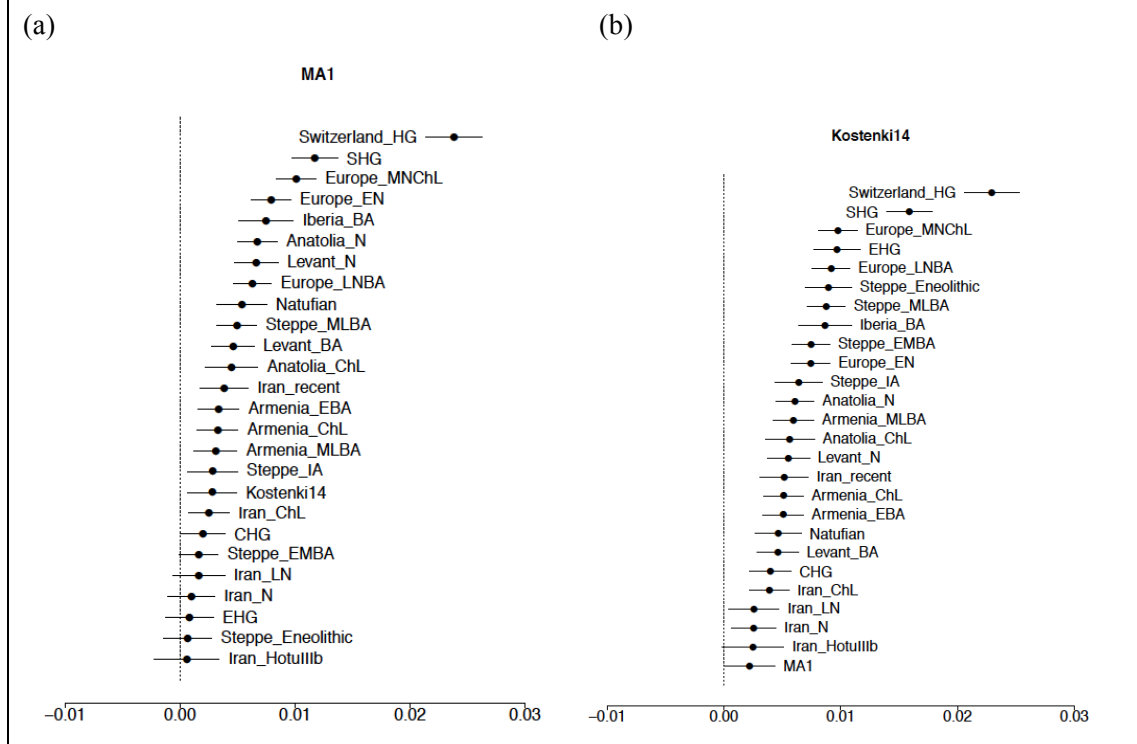 (a)
MA1
Switzerland_HG
SHG
Europe_MNChL
Europe_EN
Iberia_BA
Anatolia_N
Levant_N
Europe_LNBA
Natufian
Steppe_MLBA
Levant_BA
Anatolia_ChL
Iran_recent
Armenia_EBA
Armenia_ChL
Armenia_MLBA
Steppe_IA
Kostenki14
Iran_ChL
CHG
Steppe_EMBA
Iran_LN
Iran_N
EHG
Steppe_Eneolithic
Iran_HotuIIIb
−0.01 0.00 0.01 0.02 0.03
(b)
Kostenki14
Switzerland_HG
SHG
Europe_MNChL
EHG
Europe_LNBA
Steppe_Eneolithic
Steppe_MLBA
Iberia_BA
Steppe_EMBA
Europe_EN
Steppe_IA
Anatolia_N
Armenia_MLBA
Anatolia_ChL
Levant_N
Iran_recent
Armenia_ChL
Armenia_EBA
Natufian
Levant_BA
CHG
Iran_ChL
Iran_LN
Iran_N
Iran_HotuIIIb
MA1
−0.01 0.00 0.01 0.02 0.03